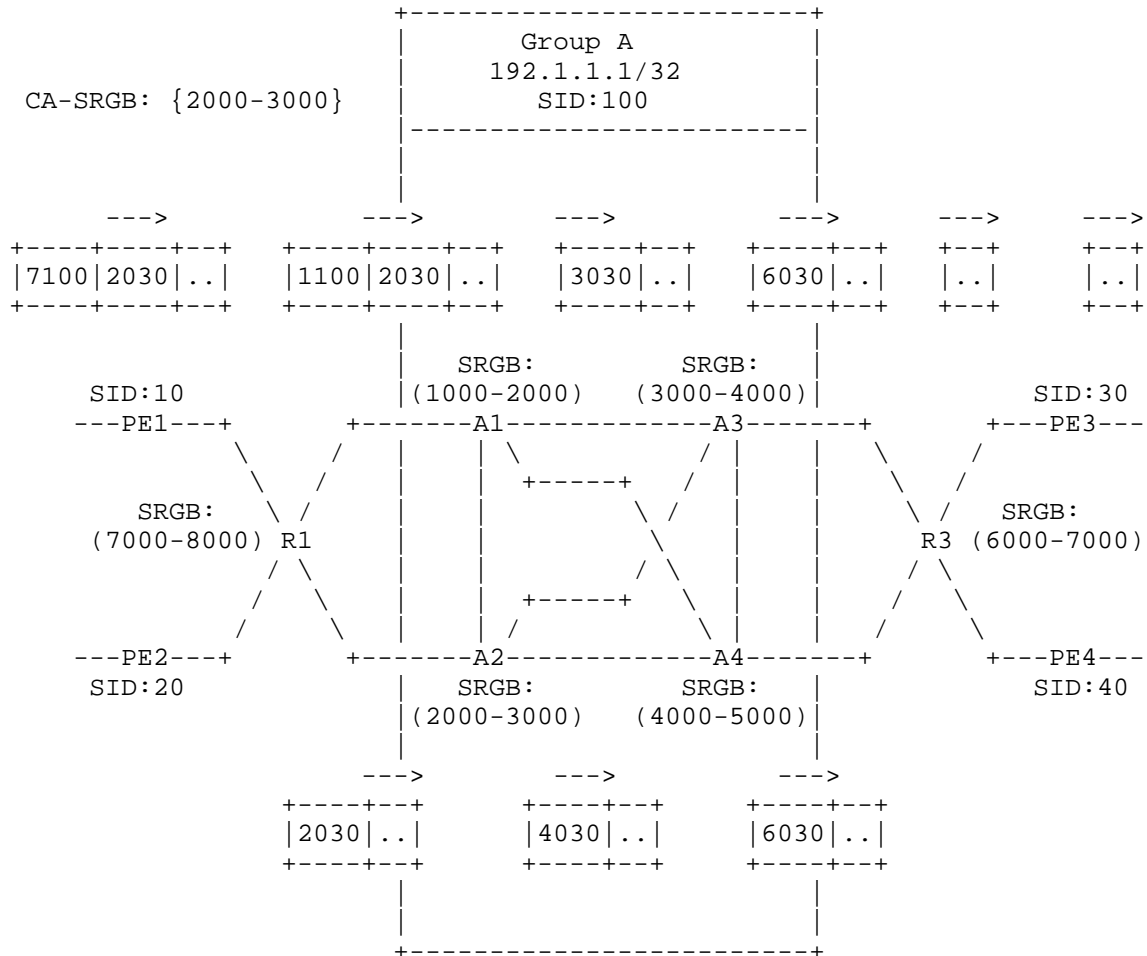 Group A
192.1.1.1/32
CA-SRGB: {2000-3000} SID:100
---> ---> ---> ---> ---> --->
|7100|2030|..| |1100|2030|..| |3030|..| |6030|..| |..| |..|
SRGB: SRGB:
SID:10 (1000-2000) (3000-4000) SID:30
---PE1---+ +-------A1----------A3-------+ +---PE3---
SRGB: SRGB:
(7000-8000) R1 R3 (6000-7000)
---PE2---+ +-------A2----------A4-------+ +---PE4---
SID:20 SRGB: SRGB: SID:40
(2000-3000) (4000-5000)
---> ---> --->
|2030|..| |4030|..| |6030|..|